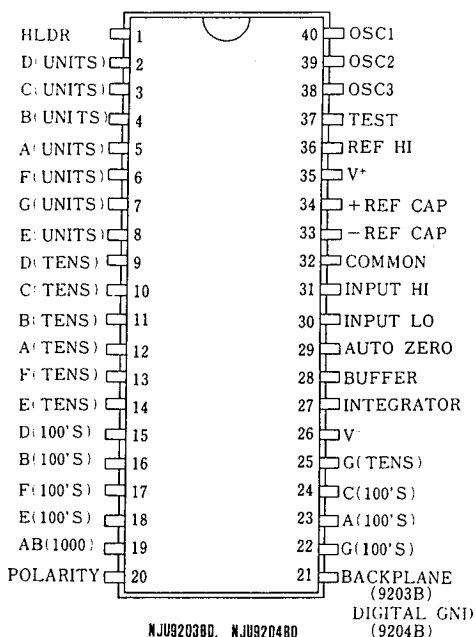 HLDR 1 40 OSC1
D(UNITS) 2 39 OSC2
C(UNITS) 3 38 OSC3
B(UNITS) 4 37 TEST
A(UNITS) 5 36 REF HI
F(UNITS) 6 35 V+
G(UNITS) 7 34 +REF CAP
E(UNITS) 8 33 −REF CAP
D(TENS) 9 32 COMMON
C(TENS) 10 31 INPUT HI
B(TENS) 11 30 INPUT LO
A(TENS) 12 29 AUTO ZERO
F(TENS) 13 28 BUFFER
E(TENS) 14 27 INTEGRATOR
D(100'S) 15 26 V−
B(100'S) 16 25 G(TENS)
F(100'S) 17 24 C(100'S)
E(100'S) 18 23 A(100'S)
AB(1000) 19 22 G(100'S)
POLARITY 20 21 BACKPLANE
(9203B)
DIGITAL GND
(9204B)
NJU9203BD, NJU9204BD